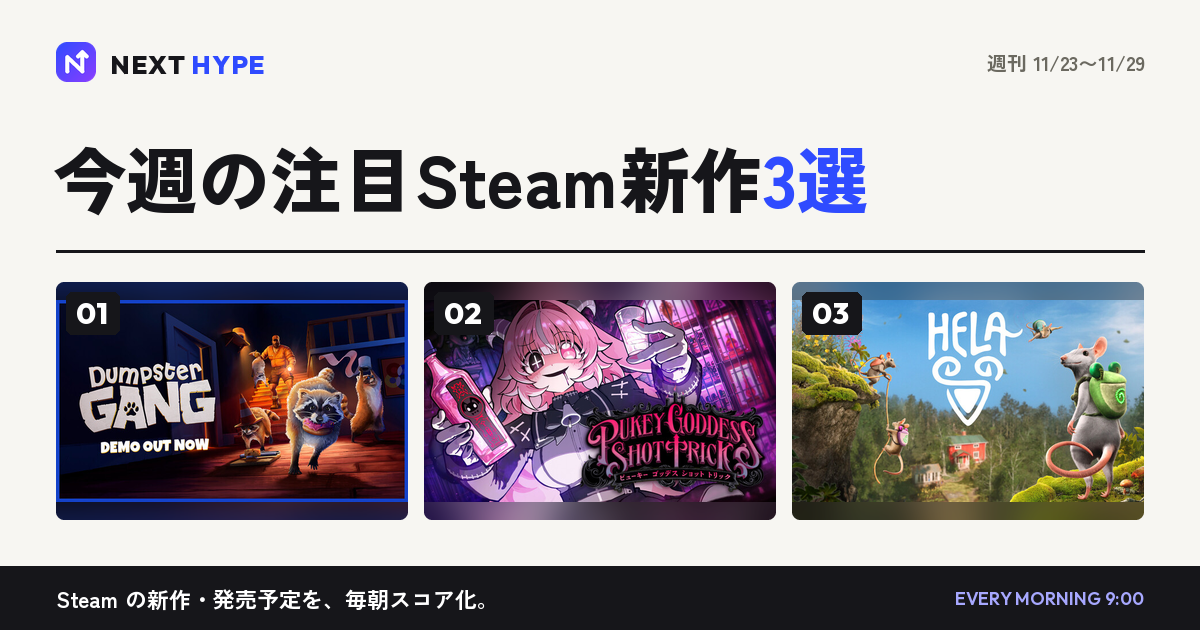 NEXT HYPE
週刊 11/23〜11/29
今週の注目Steam新作3選
01
Dumpster
GANG
DEMO OUT NOW
02
PUKEY GODDESS
SHOT TRICK
ピューキー ゴッデス ショット トリック
03
HELA
Steam の新作・発売予定を、毎朝スコア化。
EVERY MORNING 9:00